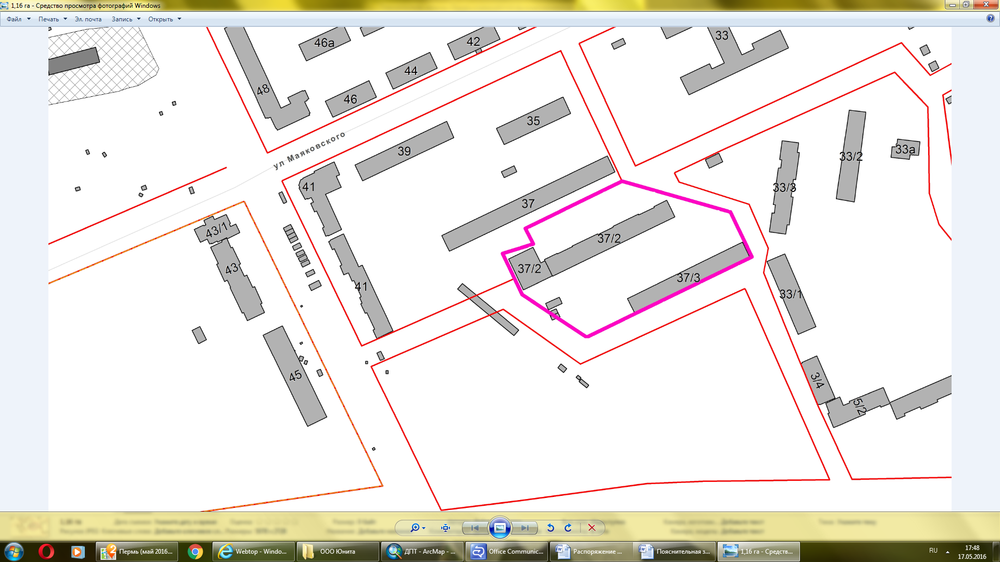 1,16 га - Средство просмотра фотографий Windows
Файл Печать Эл. почта Запись Открыть
46а
42
33
48
44
46
35
39
ул Маяковского
33а
33/2
41
33/3
37
43/1
37/2
43
37/2
37/3
41
33/1
45
3/4
5/2
2
Пермь (май 2016...
Webtop - Windo...
ООО Юнита
ДПТ - ArcMap - ...
Office Communic...
Распоряжение ...
Пояснительная з...
1,16 га - Средств...
RU
17:48
17.05.2016